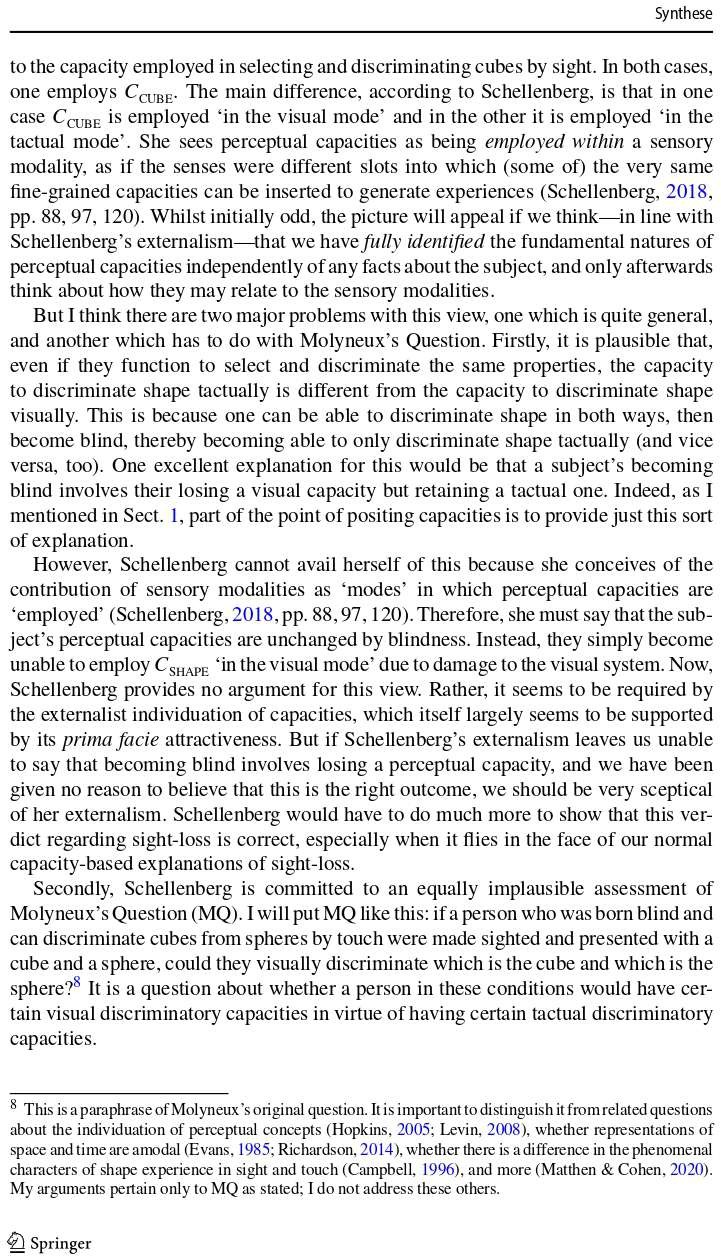 Synthese
to the capacity employed in selecting and discriminating cubes by sight. In both cases,
one employs C_CUBE. The main difference, according to Schellenberg, is that in one
case C_CUBE is employed ‘in the visual mode’ and in the other it is employed ‘in the
tactual mode’. She sees perceptual capacities as being employed within a sensory
modality, as if the senses were different slots into which (some of) the very same
fine-grained capacities can be inserted to generate experiences (Schellenberg, 2018,
pp. 88, 97, 120). Whilst initially odd, the picture will appeal if we think—in line with
Schellenberg’s externalism—that we have fully identified the fundamental natures of
perceptual capacities independently of any facts about the subject, and only afterwards
think about how they may relate to the sensory modalities.
But I think there are two major problems with this view, one which is quite general,
and another which has to do with Molyneux’s Question. Firstly, it is plausible that,
even if they function to select and discriminate the same properties, the capacity
to discriminate shape tactually is different from the capacity to discriminate shape
visually. This is because one can be able to discriminate shape in both ways, then
become blind, thereby becoming able to only discriminate shape tactually (and vice
versa, too). One excellent explanation for this would be that a subject’s becoming
blind involves their losing a visual capacity but retaining a tactual one. Indeed, as I
mentioned in Sect. 1, part of the point of positing capacities is to provide just this sort
of explanation.
However, Schellenberg cannot avail herself of this because she conceives of the
contribution of sensory modalities as ‘modes’ in which perceptual capacities are
‘employed’ (Schellenberg, 2018, pp. 88, 97, 120). Therefore, she must say that the sub-
ject’s perceptual capacities are unchanged by blindness. Instead, they simply become
unable to employ C_SHAPE ‘in the visual mode’ due to damage to the visual system. Now,
Schellenberg provides no argument for this view. Rather, it seems to be required by
the externalist individuation of capacities, which itself largely seems to be supported
by its prima facie attractiveness. But if Schellenberg’s externalism leaves us unable
to say that becoming blind involves losing a perceptual capacity, and we have been
given no reason to believe that this is the right outcome, we should be very sceptical
of her externalism. Schellenberg would have to do much more to show that this ver-
dict regarding sight-loss is correct, especially when it flies in the face of our normal
capacity-based explanations of sight-loss.
Secondly, Schellenberg is committed to an equally implausible assessment of
Molyneux’s Question (MQ). I will put MQ like this: if a person who was born blind and
can discriminate cubes from spheres by touch were made sighted and presented with a
cube and a sphere, could they visually discriminate which is the cube and which is the
sphere?8 It is a question about whether a person in these conditions would have cer-
tain visual discriminatory capacities in virtue of having certain tactual discriminatory
capacities.
8 This is a paraphrase of Molyneux’s original question. It is important to distinguish it from related questions
about the individuation of perceptual concepts (Hopkins, 2005; Levin, 2008), whether representations of
space and time are amodal (Evans, 1985; Richardson, 2014), whether there is a difference in the phenomenal
characters of shape experience in sight and touch (Campbell, 1996), and more (Matthen & Cohen, 2020).
My arguments pertain only to MQ as stated; I do not address these others.
Springer